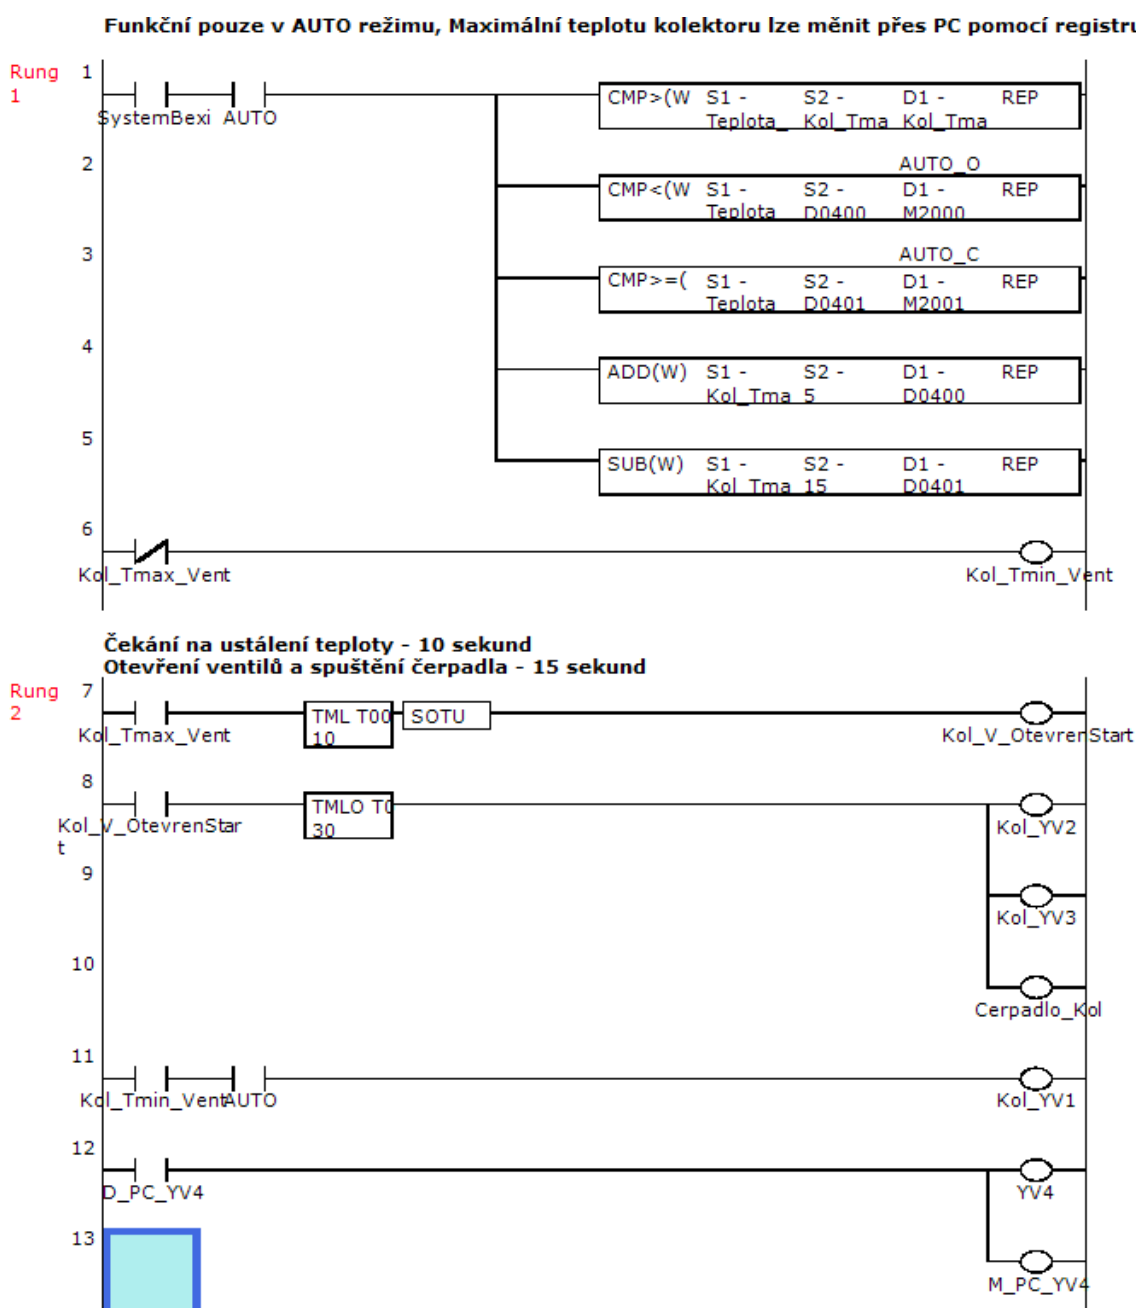 Funkční pouze v AUTO režimu, Maximální teplotu kolektoru lze měnit přes PC pomocí registru
Rung 1
1
SystemBexi AUTO
CMP>(W S1 - S2 - D1 - REP
Teplota_ Kol_Tma Kol_Tma
2
AUTO_O
CMP<(W S1 - S2 - D1 - REP
Teplota D0400 M2000
3
AUTO_C
CMP>=( S1 - S2 - D1 - REP
Teplota D0401 M2001
4
ADD(W) S1 - S2 - D1 - REP
Kol_Tma 5 D0400
5
SUB(W) S1 - S2 - D1 - REP
Kol_Tma 15 D0401
6
Kol_Tmax_Vent Kol_Tmin_Vent
Čekání na ustálení teploty - 10 sekund
Otevření ventilů a spuštění čerpadla - 15 sekund
Rung 2
7
TML T00 SOTU
10
Kol_Tmax_Vent Kol_V_OtevrenStart
8
TMLO T0
30
Kol_V_OtevrenStar
t
Kol_YV2
9
Kol_YV3
10
Cerpadlo_Kol
11
Kol_Tmin_Vent AUTO Kol_YV1
12
D_PC_YV4 YV4
13
M_PC_YV4